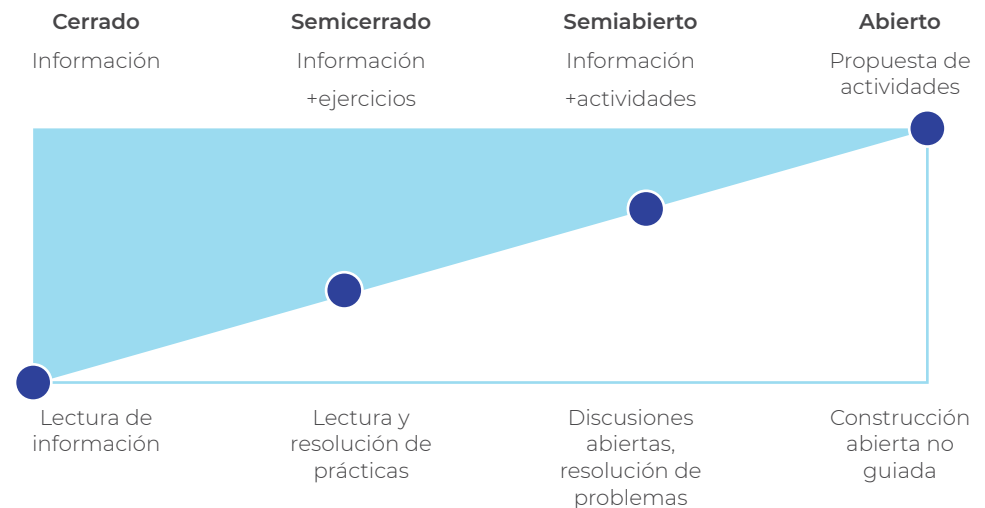 Cerrado
Información
Semicerrado
Información
+ejercicios
Semiabierto
Información
+actividades
Abierto
Propuesta de
actividades
Lectura de
información
Lectura y
resolución de
prácticas
Discusiones
abiertas,
resolución de
problemas
Construcción
abierta no
guiada